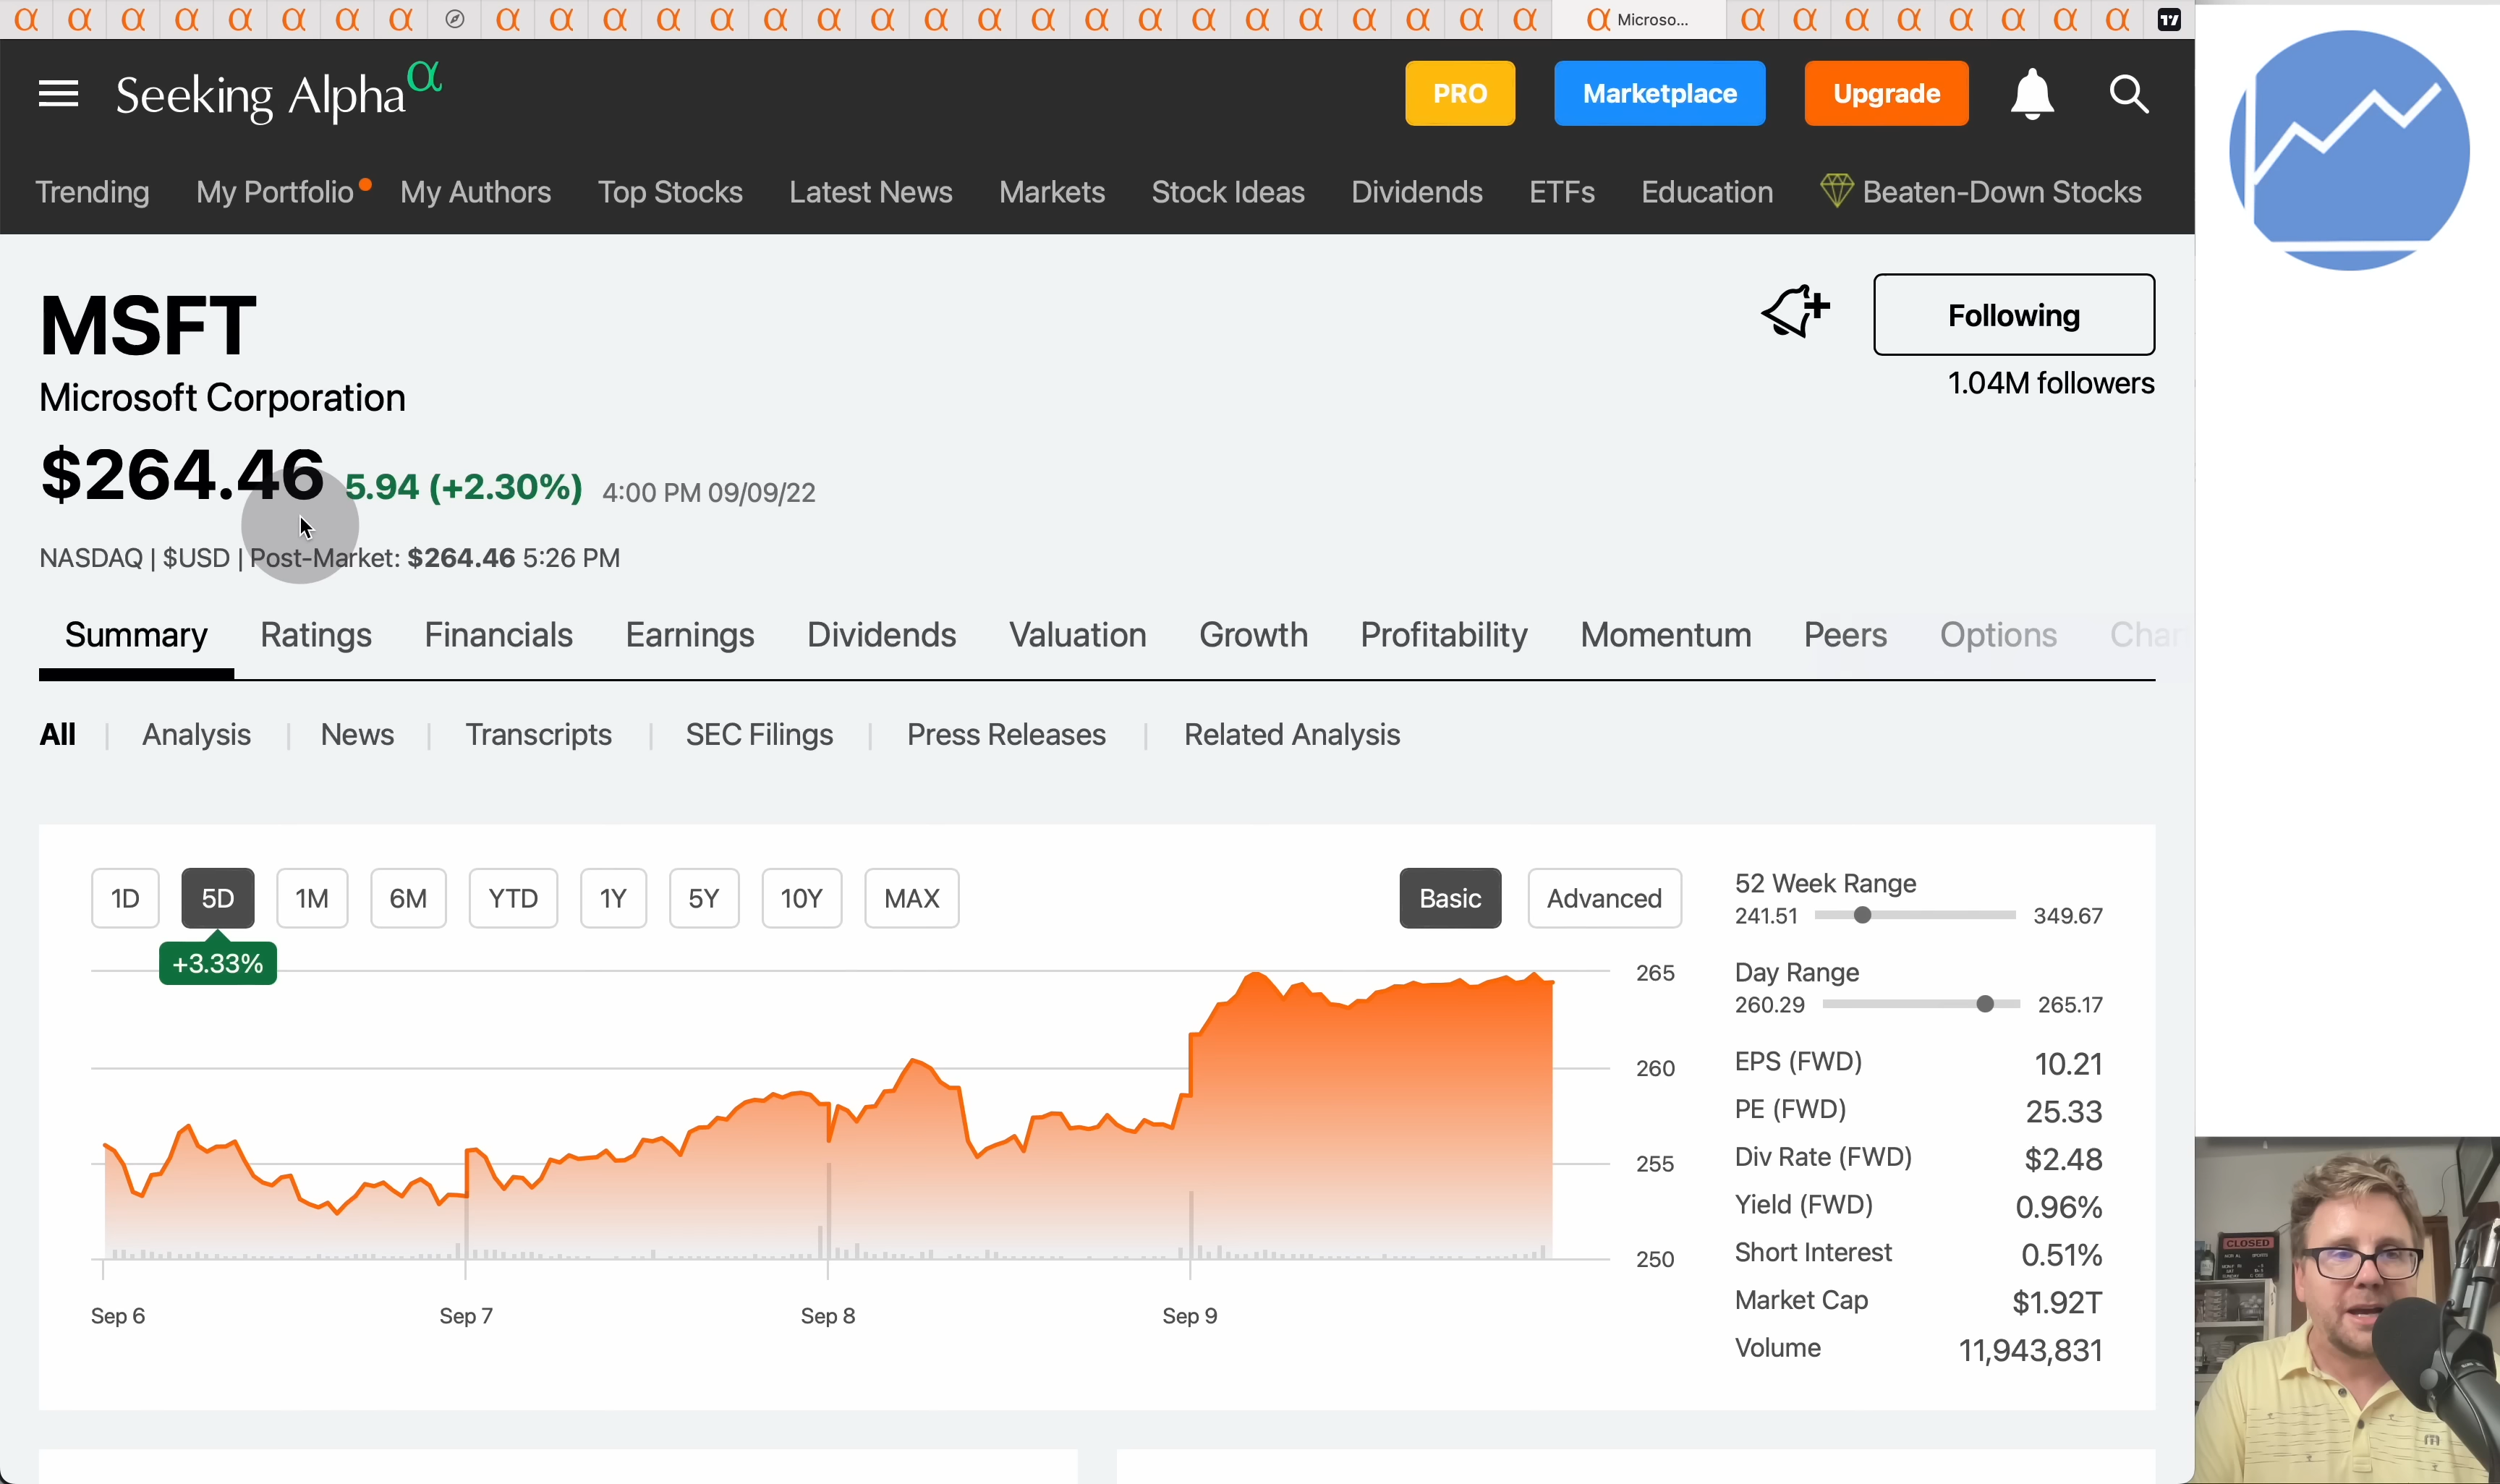 Microso...
Seeking Alpha α
PRO
Marketplace
Upgrade
Trending
My Portfolio
My Authors
Top Stocks
Latest News
Markets
Stock Ideas
Dividends
ETFs
Education
Beaten-Down Stocks
MSFT
Following
Microsoft Corporation
1.04M followers
$264.46 5.94 (+2.30%) 4:00 PM 09/09/22
NASDAQ | $USD | Post-Market: $264.46 5:26 PM
Summary
Ratings
Financials
Earnings
Dividends
Valuation
Growth
Profitability
Momentum
Peers
Options
Char
All | Analysis | News | Transcripts | SEC Filings | Press Releases | Related Analysis
1D
5D
1M
6M
YTD
1Y
5Y
10Y
MAX
Basic
Advanced
+3.33%
265
260
255
250
Sep 6
Sep 7
Sep 8
Sep 9
52 Week Range
241.51 349.67
Day Range
260.29 265.17
EPS (FWD) 10.21
PE (FWD) 25.33
Div Rate (FWD) $2.48
Yield (FWD) 0.96%
Short Interest 0.51%
Market Cap $1.92T
Volume 11,943,831
CLOSED